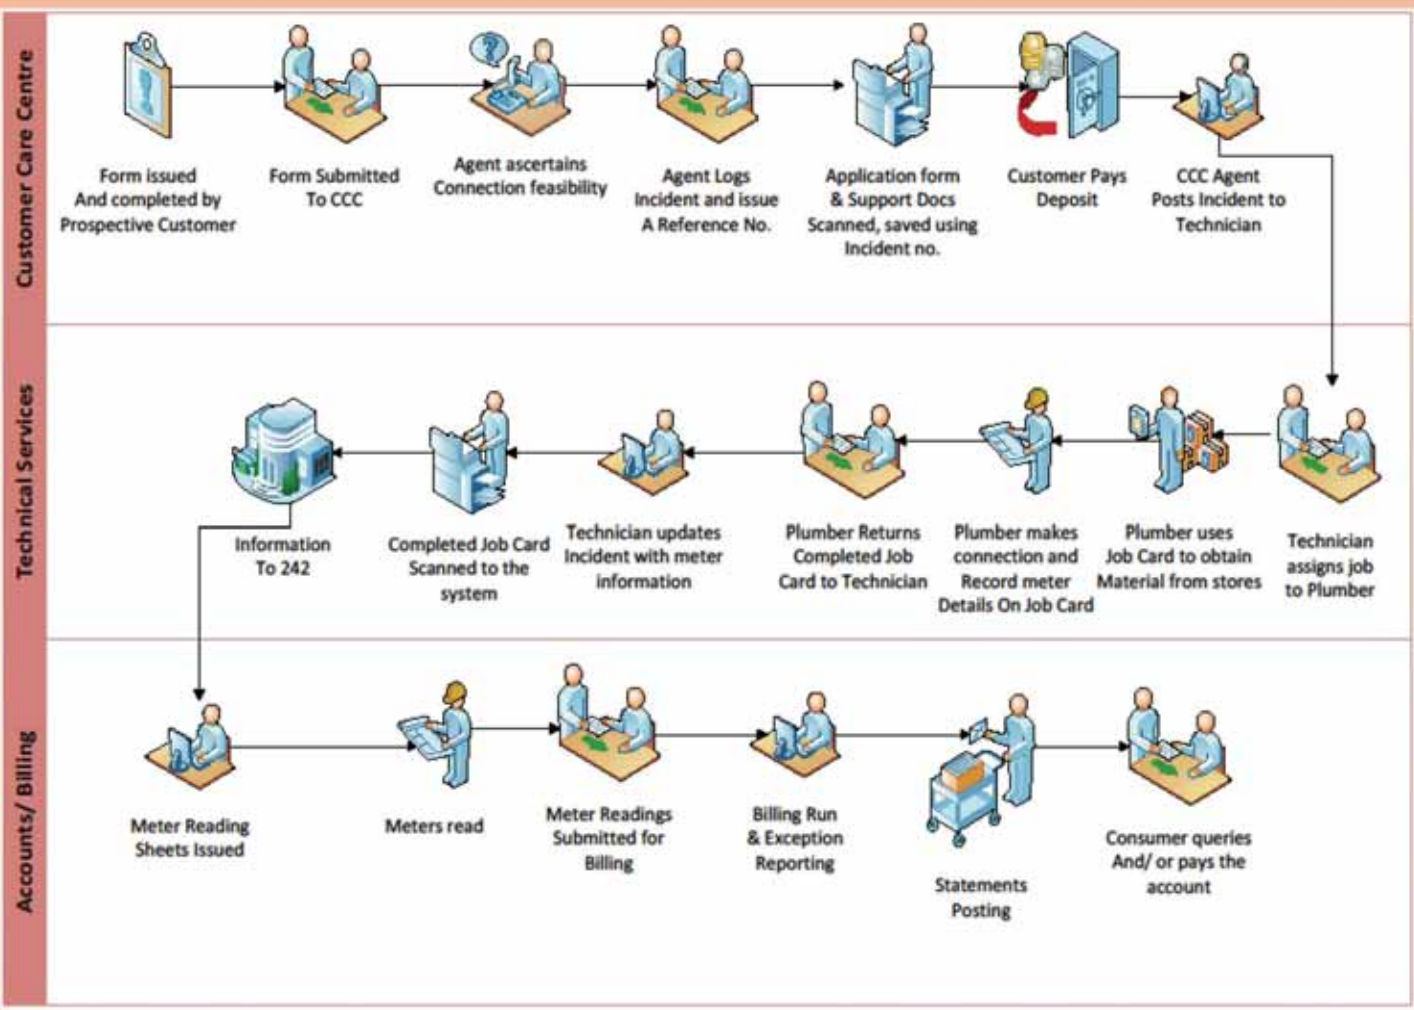 Customer Care Centre
Form issued
And completed by
Prospective Customer
Form Submitted
To CCC
Agent ascertains
Connection feasibility
Agent Logs
Incident and issue
A Reference No.
Application form
& Support Docs
Scanned, saved using
Incident no.
Customer Pays
Deposit
CCC Agent
Posts Incident to
Technician
Technical Services
Information
To 242
Completed Job Card
Scanned to the
system
Technician updates
Incident with meter
information
Plumber Returns
Completed Job
Card to Technician
Plumber makes
connection and
Record meter
Details On Job Card
Plumber uses
Job Card to obtain
Material from stores
Technician
assigns job
to Plumber
Accounts/ Billing
Meter Reading
Sheets Issued
Meters read
Meter Readings
Submitted for
Billing
Billing Run
& Exception
Reporting
Statements
Posting
Consumer queries
And/ or pays the
account